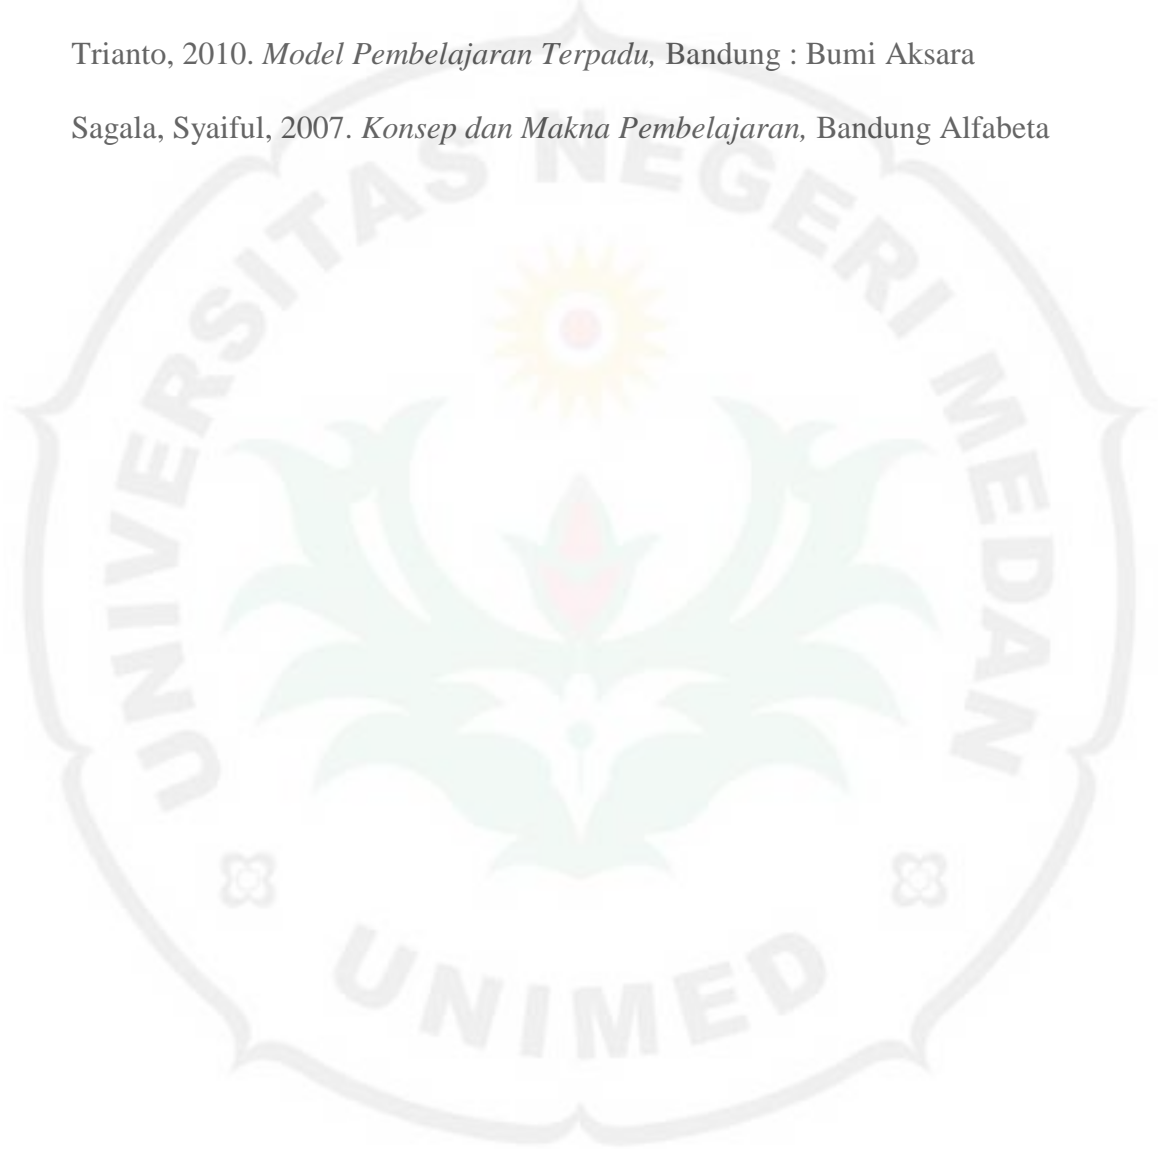 Trianto, 2010. Model Pembelajaran Terpadu, Bandung : Bumi Aksara
Sagala, Syaiful, 2007. Konsep dan Makna Pembelajaran, Bandung Alfabeta
UNIVERSITAS NEGERI MEDAN
UNIMED